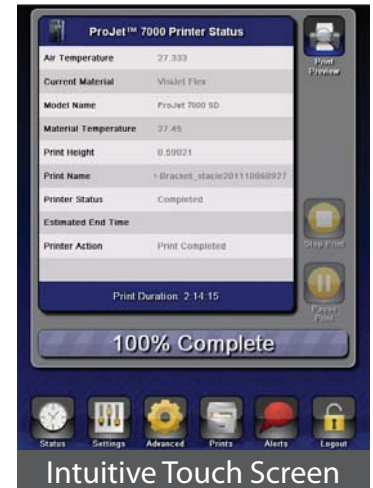 ProJet™ 7000 Printer Status
Air Temperature 27.333
Current Material VisiJet Flex
Model Name ProJet 7000 SD
Material Temperature 27.45
Print Height 0.59021
Print Name +Bracket_stacie201110060927
Printer Status Completed
Estimated End Time
Printer Action Print Completed
Print Duration: 2:14:15
100% Complete
Print Preview
Stop Print
Pause Print
Status Settings Advanced Prints Alerts Logout
Intuitive Touch Screen